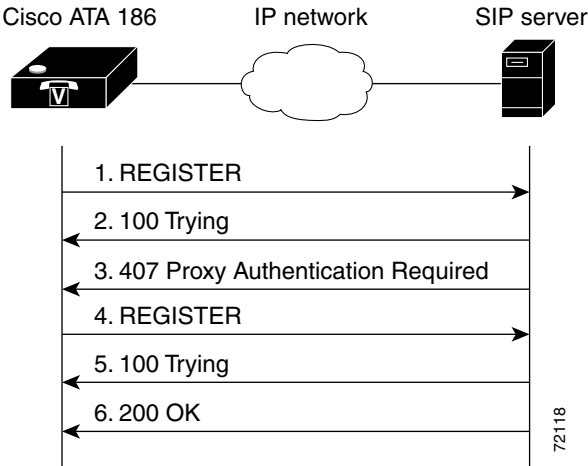 Cisco ATA 186
IP network
SIP server
V
1. REGISTER
2. 100 Trying
3. 407 Proxy Authentication Required
4. REGISTER
5. 100 Trying
6. 200 OK
72118